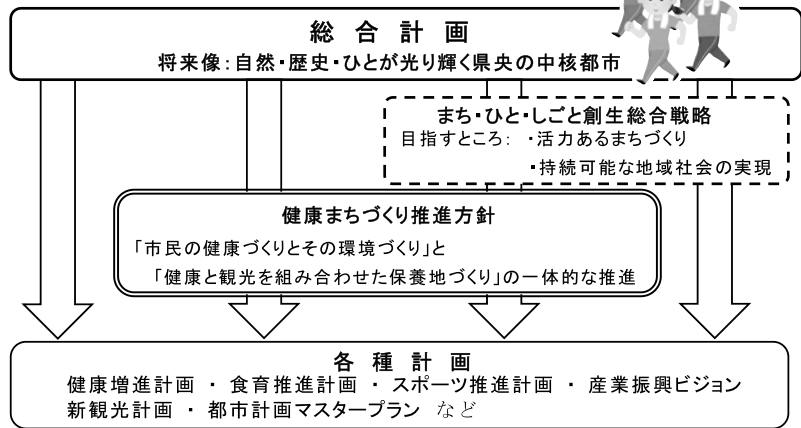 総合計画
将来像：自然・歴史・ひとが光り輝く県央の中核都市
まち・ひと・しごと創生総合戦略
目指すところ： ・活力あるまちづくり
・持続可能な地域社会の実現
健康まちづくり推進方針
「市民の健康づくりとその環境づくり」と
「健康と観光を組み合わせた保養地づくり」の一体的な推進
各種計画
健康増進計画 ・ 食育推進計画 ・ スポーツ推進計画 ・ 産業振興ビジョン
新観光計画 ・ 都市計画マスタープラン など